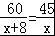 60/(x+8) = 45/x